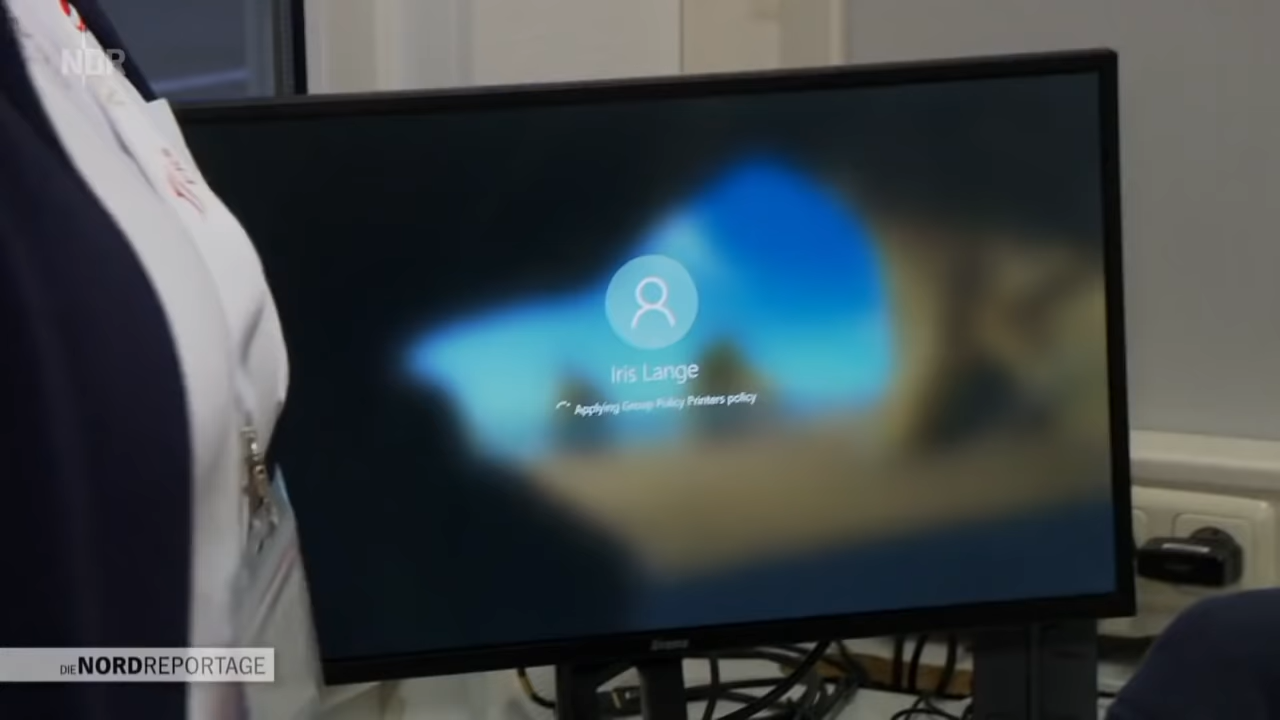 NDR
Iris Lange
Applying Group Policy Printers policy
DIE NORDREPORTAGE